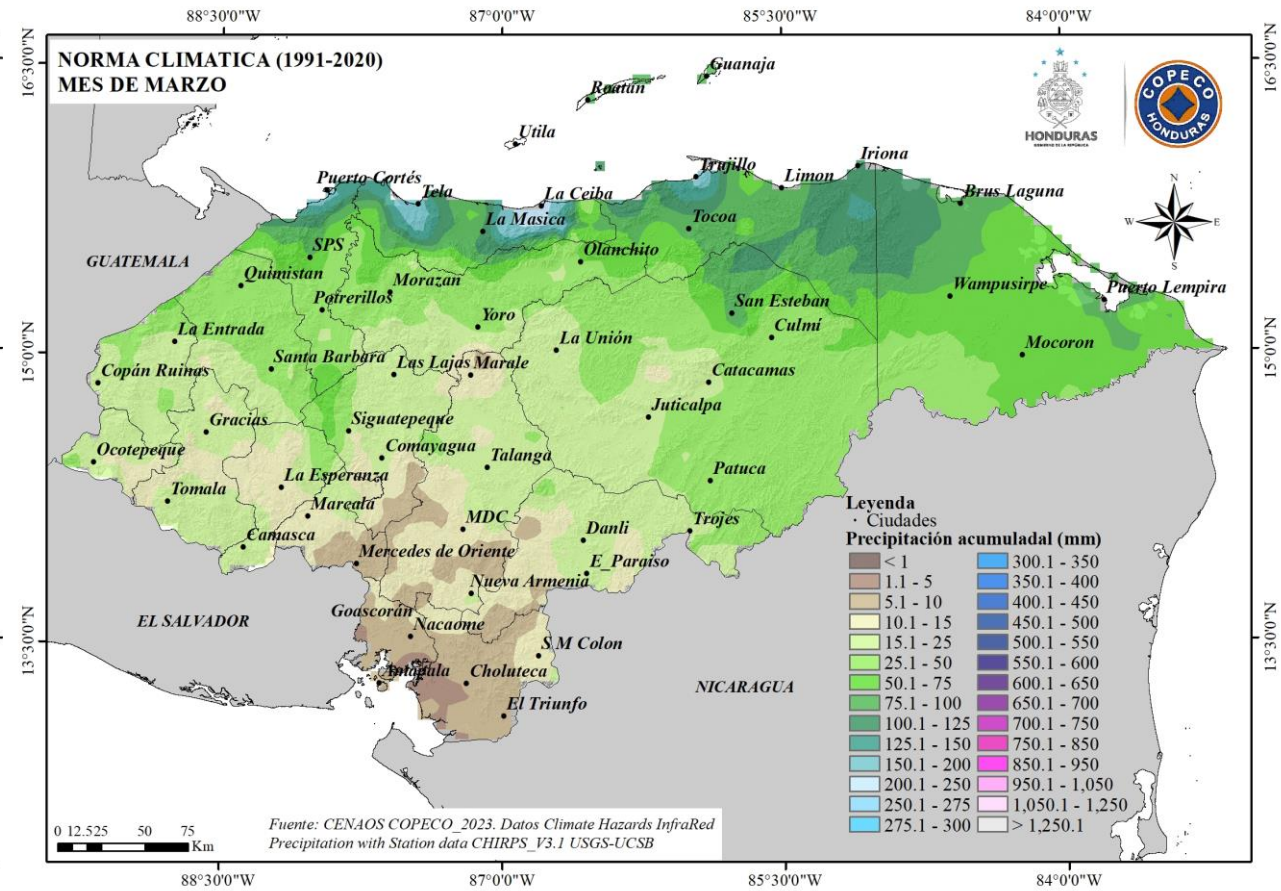 88°30'0"W 87°0'0"W 85°30'0"W 84°0'0"W
NORMA CLIMATICA (1991-2020)
MES DE MARZO
16°30'0"N
16°30'0"N
HONDURAS
GOBIERNO DE LA REPÚBLICA
COPECO
HONDURAS
Guanaja
Roatán
Utila
Trujillo
Iriona
Limon
Puerto Cortés
Tela
La Ceiba
Brus Laguna
La Masica
Tocoa
N
W E
S
SPS
Olanchito
GUATEMALA
Quimistan
Morazan
Wampusirpe
Puerto Lempira
Potrerillos
San Esteban
Yoro
Culmí
La Entrada
La Unión
Mocoron
15°0'0"N
15°0'0"N
Santa Barbara
Las Lajas
Marale
Copán Ruinas
Catacamas
Gracias
Siguatepeque
Juticalpa
Ocotepeque
Comayagua
Talanga
La Esperanza
Patuca
Tomala
Mareala
MDC
Danli
Trojes
Camasca
Mercedes de Oriente
E_Paraiso
Nueva Armenia
Goascorán
Nacaome
EL SALVADOR
S M Colon
13°30'0"N
13°30'0"N
Amapala
Choluteca
NICARAGUA
El Triunfo
Leyenda
Ciudades
Precipitación acumuladal (mm)
< 1
1.1 - 5
5.1 - 10
10.1 - 15
15.1 - 25
25.1 - 50
50.1 - 75
75.1 - 100
100.1 - 125
125.1 - 150
150.1 - 200
200.1 - 250
250.1 - 275
275.1 - 300
300.1 - 350
350.1 - 400
400.1 - 450
450.1 - 500
500.1 - 550
550.1 - 600
600.1 - 650
650.1 - 700
700.1 - 750
750.1 - 850
850.1 - 950
950.1 - 1,050
1,050.1 - 1,250
> 1,250.1
0 12.525 50 75
Km
Fuente: CENAOS COPECO_2023. Datos Climate Hazards InfraRed
Precipitation with Station data CHIRPS_V3.1 USGS-UCSB
88°30'0"W 87°0'0"W 85°30'0"W 84°0'0"W